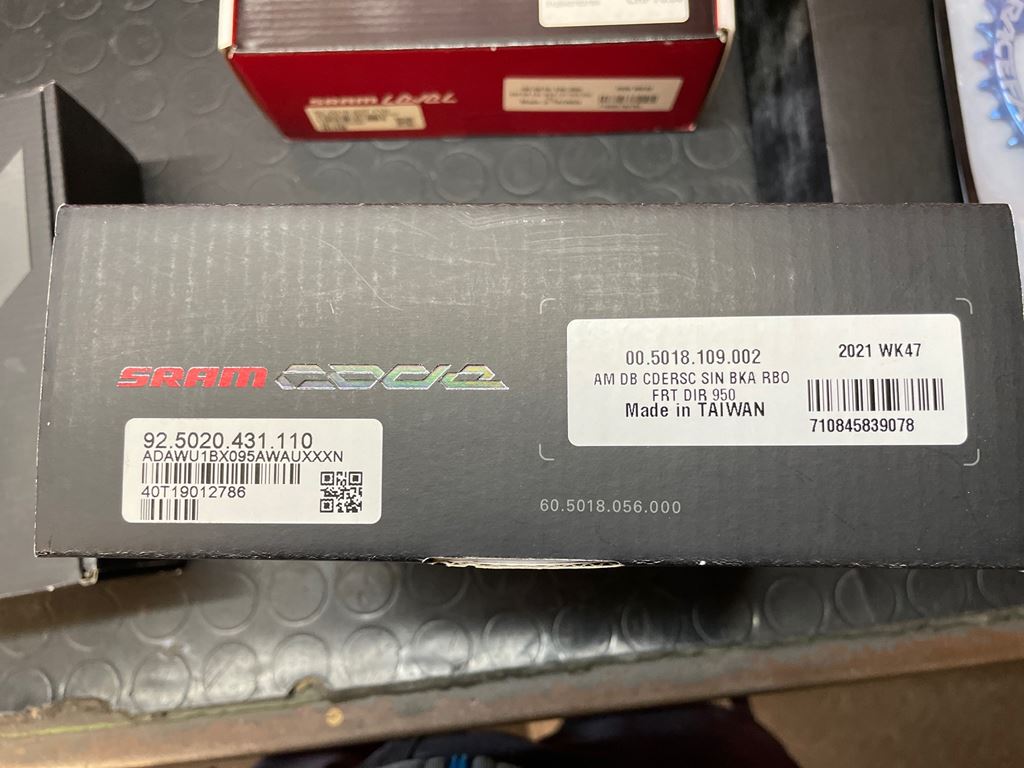 SRAM
RACEFA
SRAM CODE
00.5018.109.002
AM DB CDERSC SIN BKA RBO
FRT DIR 950
Made in TAIWAN
2021 WK47
710845839078
92.5020.431.110
ADAWU1BX095AWAUXXXN
40T19012786
60.5018.056.000